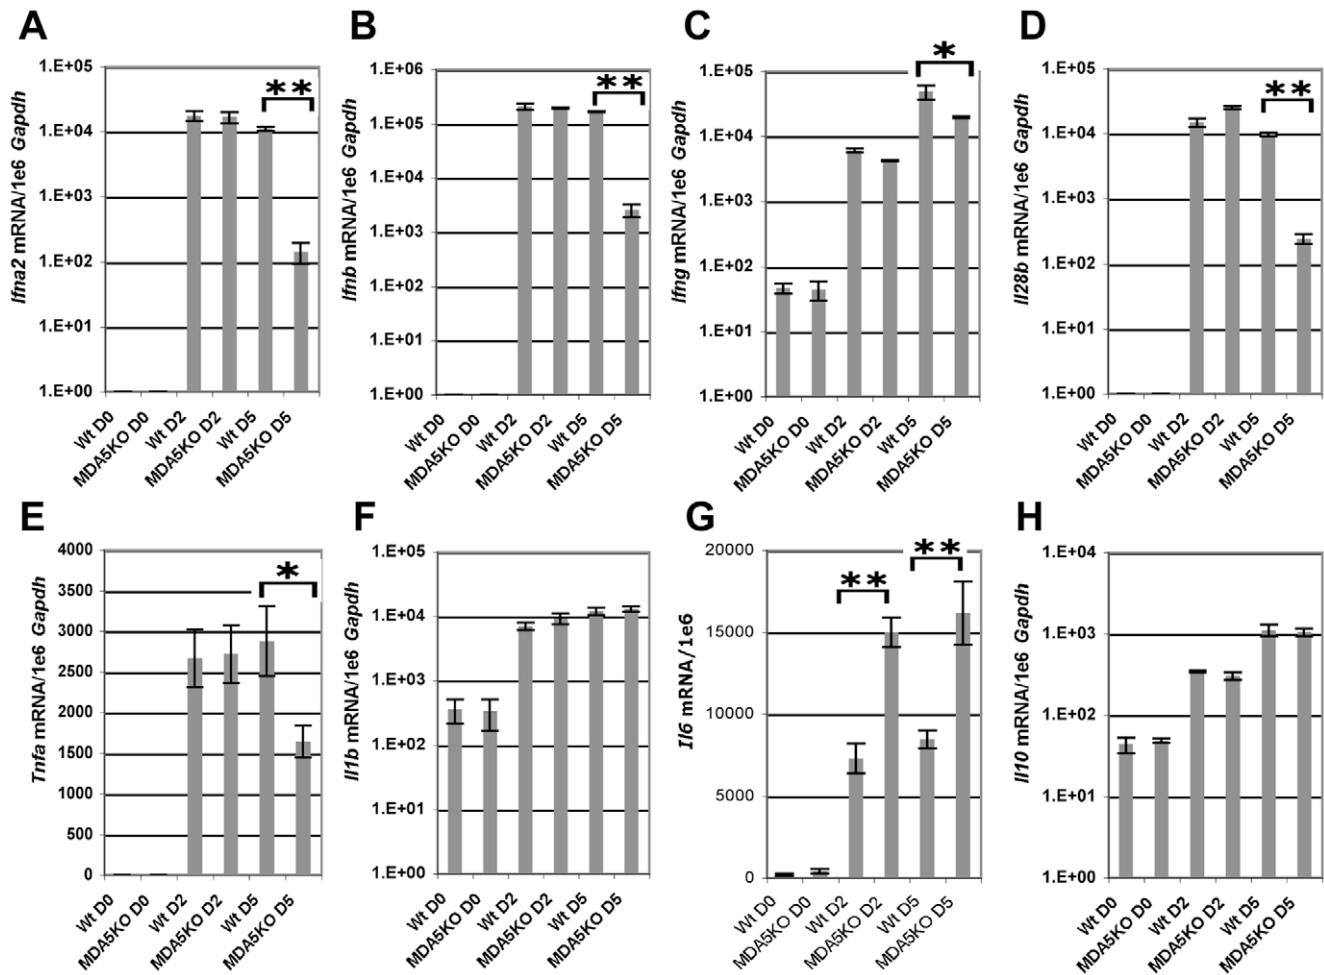 A
Ifna2 mRNA/1e6 Gapdh
1.E+05
1.E+04
1.E+03
1.E+02
1.E+01
1.E+00
**
Wt D0
MDA5KO D0
Wt D2
MDA5KO D2
Wt D5
MDA5KO D5
B
Ifnb mRNA/1e6 Gapdh
1.E+06
1.E+05
1.E+04
1.E+03
1.E+02
1.E+01
1.E+00
**
Wt D0
MDA5KO D0
Wt D2
MDA5KO D2
Wt D5
MDA5KO D5
C
Ifng mRNA/1e6 Gapdh
1.E+05
1.E+04
1.E+03
1.E+02
1.E+01
1.E+00
*
Wt D0
MDA5KO D0
Wt D2
MDA5KO D2
Wt D5
MDA5KO D5
D
Il28b mRNA/1e6 Gapdh
1.E+05
1.E+04
1.E+03
1.E+02
1.E+01
1.E+00
**
Wt D0
MDA5KO D0
Wt D2
MDA5KO D2
Wt D5
MDA5KO D5
E
Tnfa mRNA/1e6 Gapdh
4000
3500
3000
2500
2000
1500
1000
500
0
*
Wt D0
MDA5KO D0
Wt D2
MDA5KO D2
Wt D5
MDA5KO D5
F
Il1b mRNA/1e6 Gapdh
1.E+05
1.E+04
1.E+03
1.E+02
1.E+01
1.E+00
Wt D0
MDA5KO D0
Wt D2
MDA5KO D2
Wt D5
MDA5KO D5
G
Il6 mRNA/1e6
20000
15000
10000
5000
0
**
**
Wt D0
MDA5KO D0
Wt D2
MDA5KO D2
Wt D5
MDA5KO D5
H
Il10 mRNA/1e6 Gapdh
1.E+04
1.E+03
1.E+02
1.E+01
1.E+00
Wt D0
MDA5KO D0
Wt D2
MDA5KO D2
Wt D5
MDA5KO D5